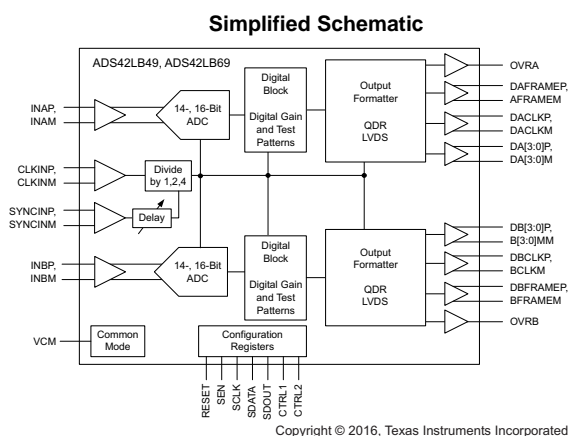 Simplified Schematic
ADS42LB49, ADS42LB69
INAP,
INAM
14-, 16-Bit
ADC
Digital
Block
Digital Gain
and Test
Patterns
Output
Formatter
QDR
LVDS
OVRA
DAFRAMEP,
AFRAMEM
DACLKP,
DACLKM
DA[3:0]P,
DA[3:0]M
CLKINP,
CLKINM
Divide
by 1,2,4
SYNCINP,
SYNCINM
Delay
INBP,
INBM
14-, 16-Bit
ADC
Digital
Block
Digital Gain
and Test
Patterns
Output
Formatter
QDR
LVDS
DB[3:0]P,
B[3:0]MM
DBCLKP,
BCLKM
DBFRAMEP,
BFRAMEM
OVRB
VCM
Common
Mode
Configuration
Registers
RESET
SEN
SCLK
SDATA
SDOUT
CTRL1
CTRL2
Copyright © 2016, Texas Instruments Incorporated